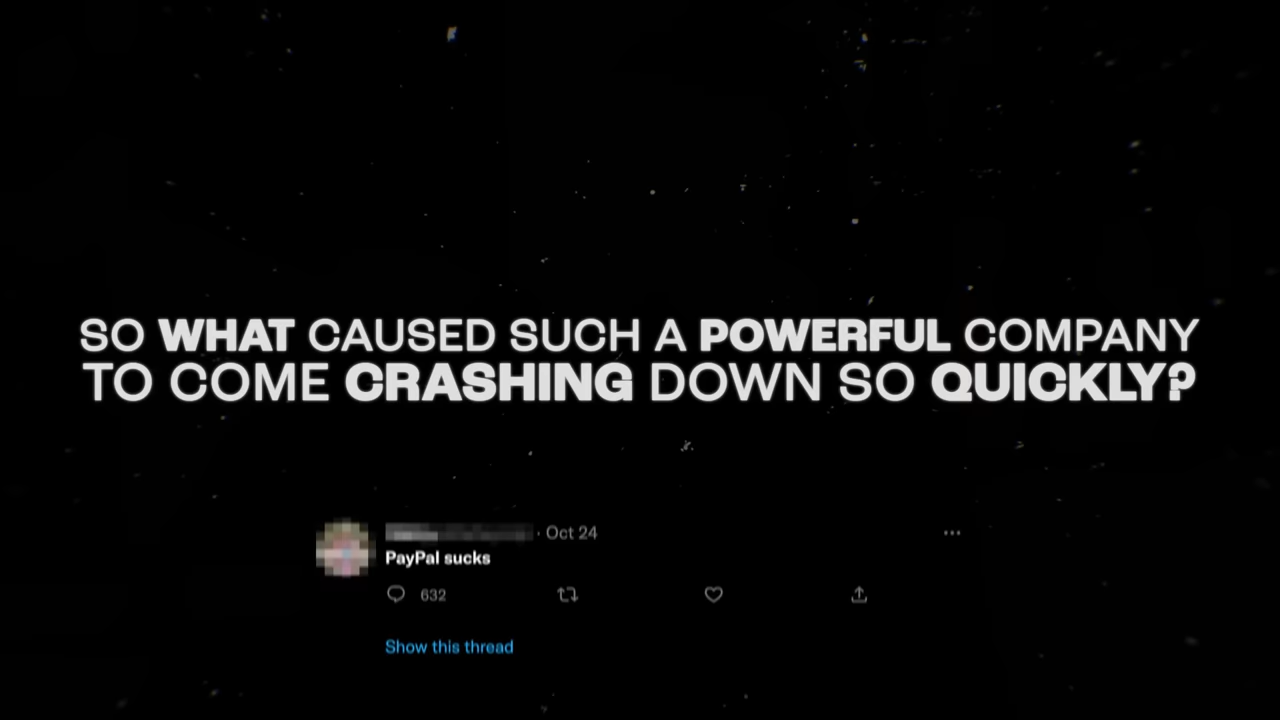 SO WHAT CAUSED SUCH A POWERFUL COMPANY
TO COME CRASHING DOWN SO QUICKLY?
· Oct 24
PayPal sucks
632
Show this thread